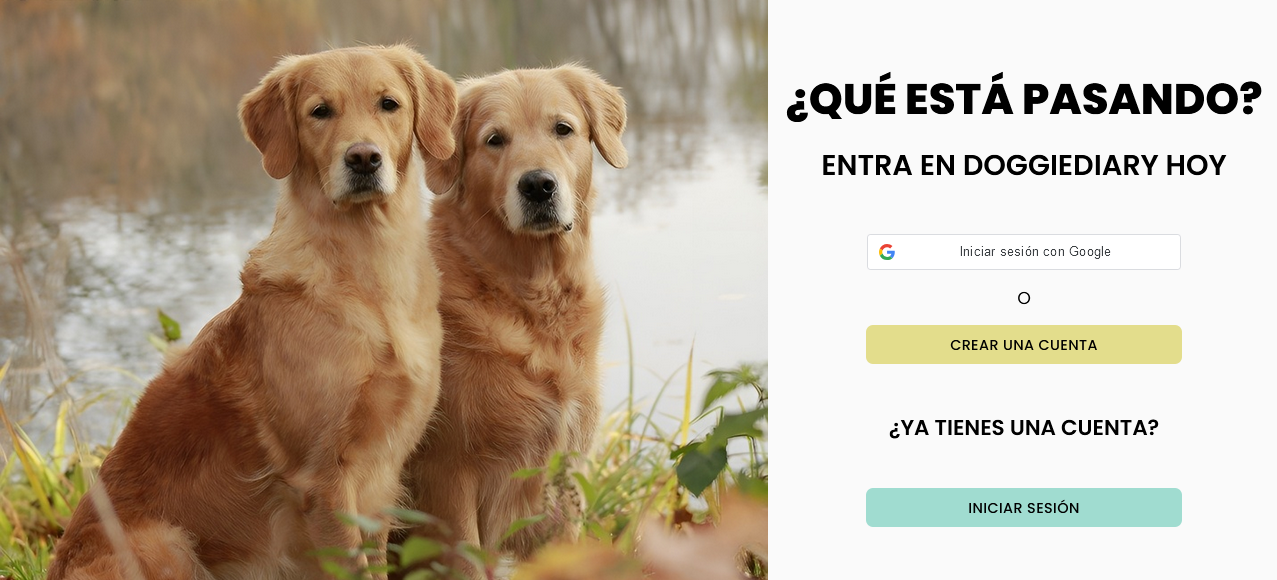 ¿QUÉ ESTÁ PASANDO?
ENTRA EN DOGGIEDIARY HOY
Iniciar sesión con Google
O
CREAR UNA CUENTA
¿YA TIENES UNA CUENTA?
INICIAR SESIÓN